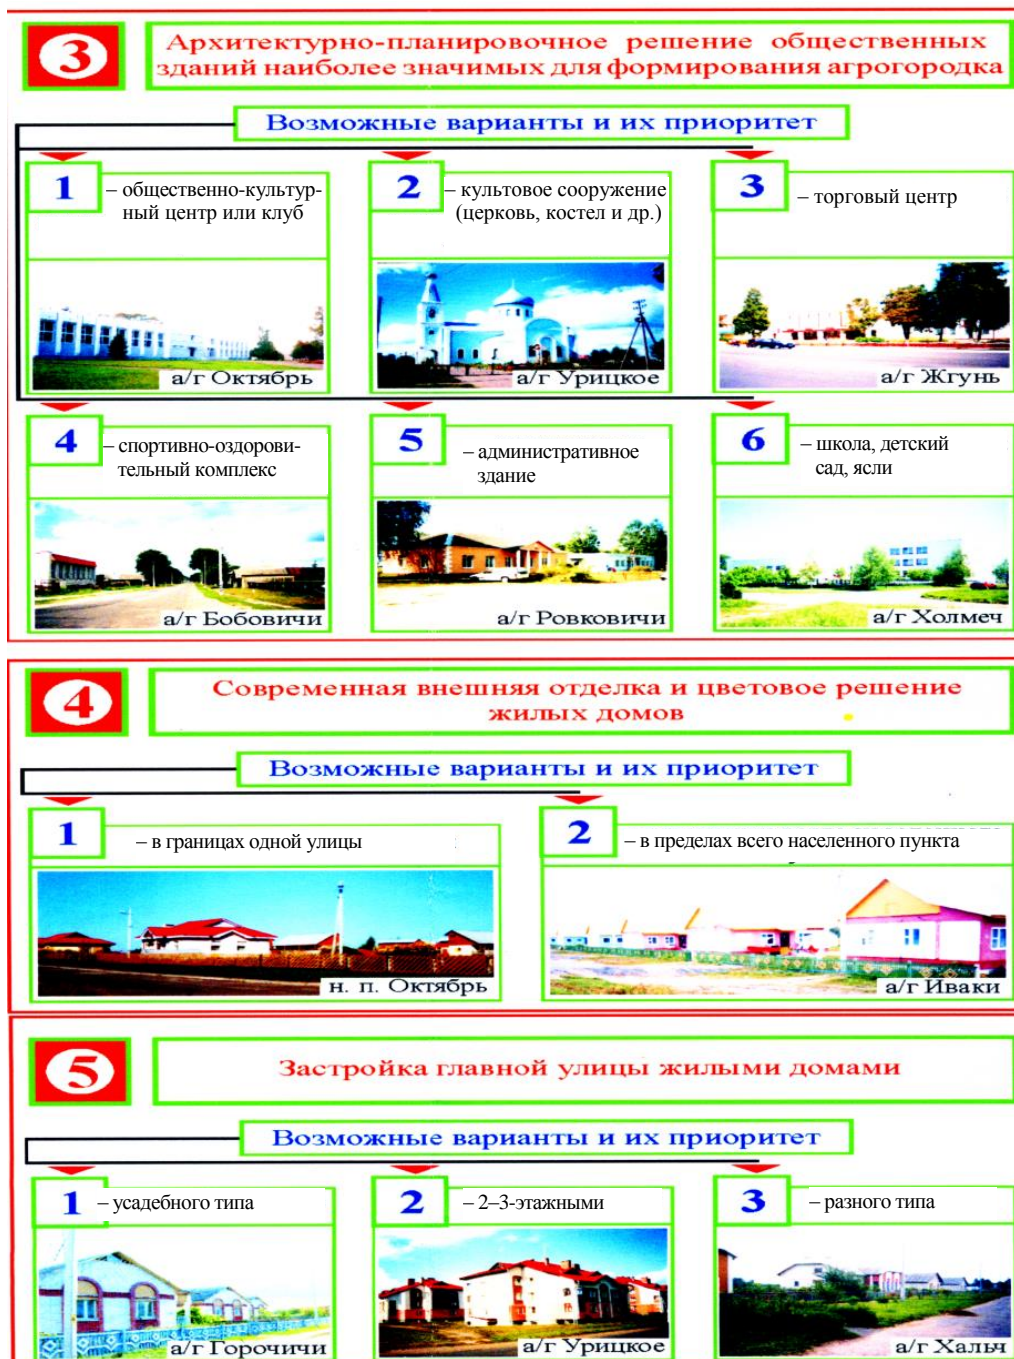 3
Архитектурно-планировочное решение общественных
зданий наиболее значимых для формирования агрогородка
Возможные варианты и их приоритет
1
– общественно-культур-
ный центр или клуб
а/г Октябрь
2
– культовое сооружение
(церковь, костел и др.)
а/г Урицкое
3
– торговый центр
а/г Жгунь
4
– спортивно-оздорови-
тельный комплекс
а/г Бобовичи
5
– административное
здание
а/г Ровковичи
6
– школа, детский
сад, ясли
а/г Холмеч
4
Современная внешняя отделка и цветовое решение
жилых домов
Возможные варианты и их приоритет
1
– в границах одной улицы
н. п. Октябрь
2
– в пределах всего населенного пункта
а/г Иваки
5
Застройка главной улицы жилыми домами
Возможные варианты и их приоритет
1
– усадебного типа
а/г Горочичи
2
– 2–3-этажными
а/г Урицкое
3
– разного типа
а/г Хальч